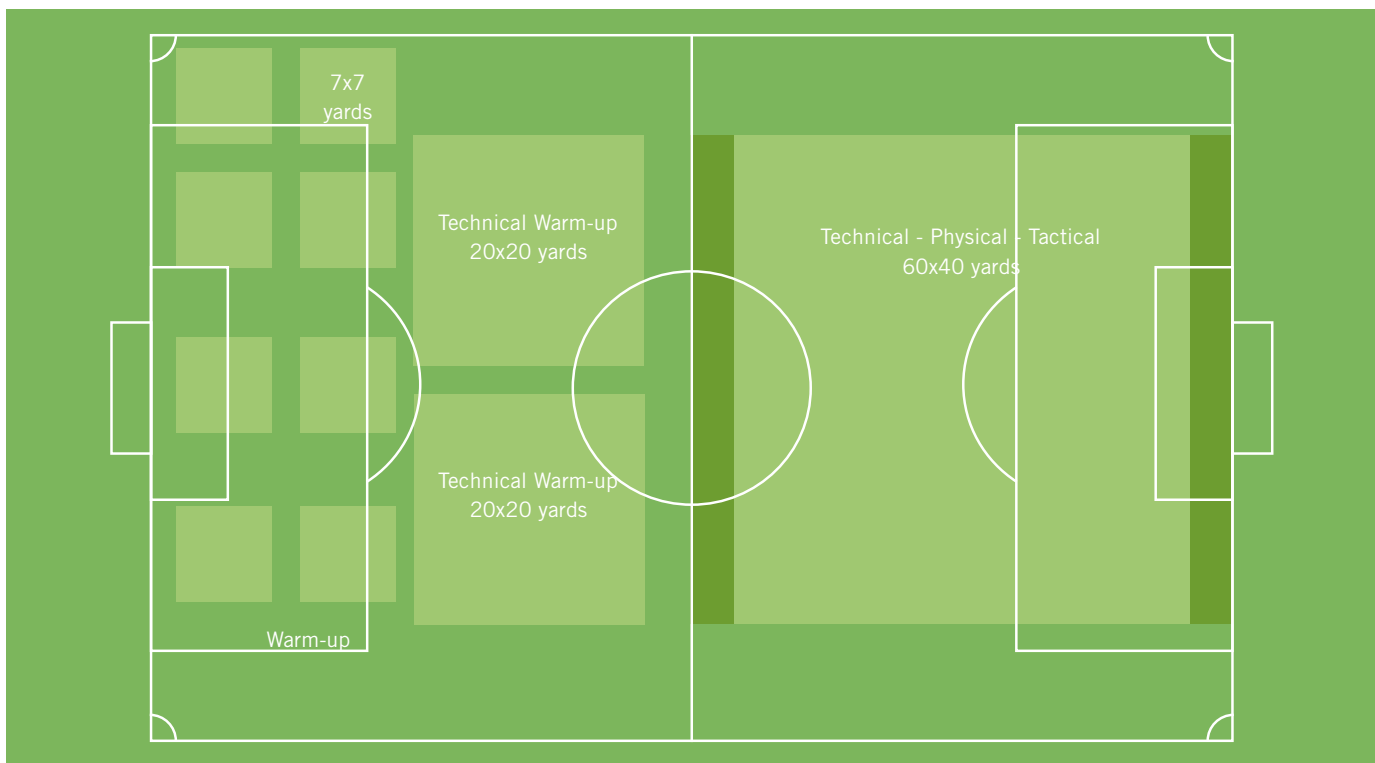 7x7
yards
Technical Warm-up
20x20 yards
Technical - Physical - Tactical
60x40 yards
Technical Warm-up
20x20 yards
Warm-up